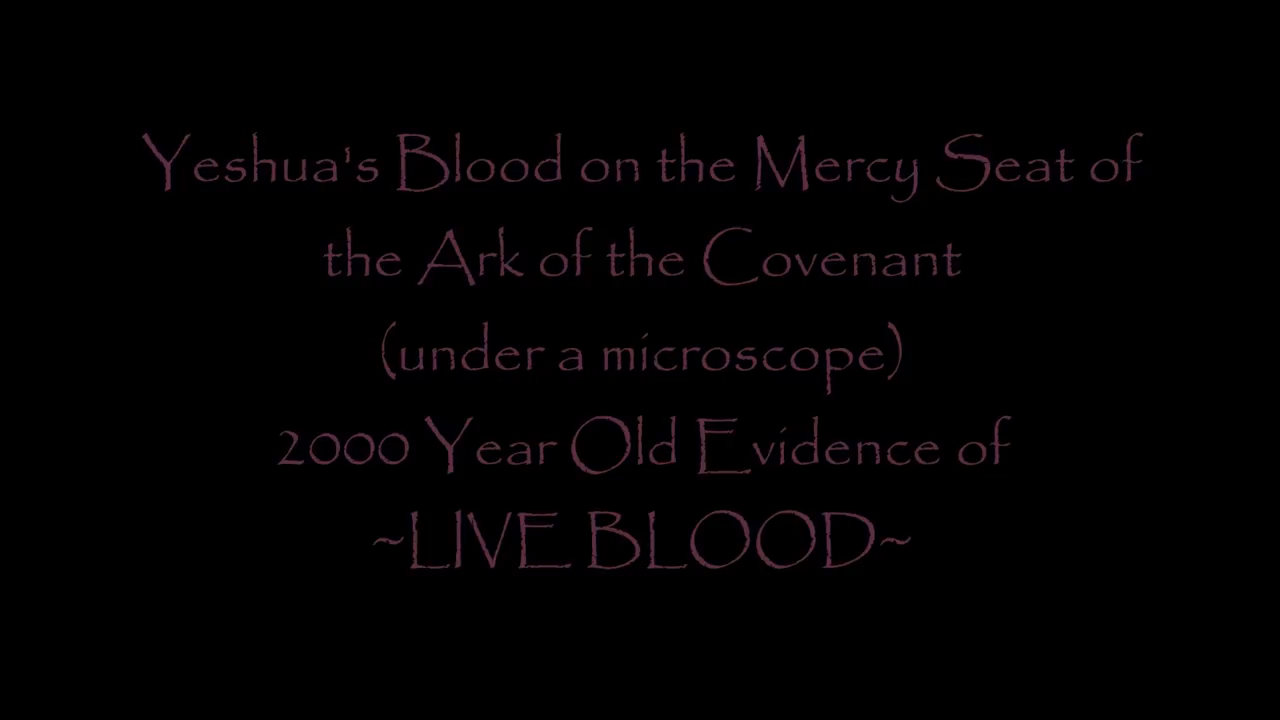 Yeshua's Blood on the Mercy Seat of
the Ark of the Covenant
(under a microscope)
2000 Year Old Evidence of
~LIVE BLOOD~